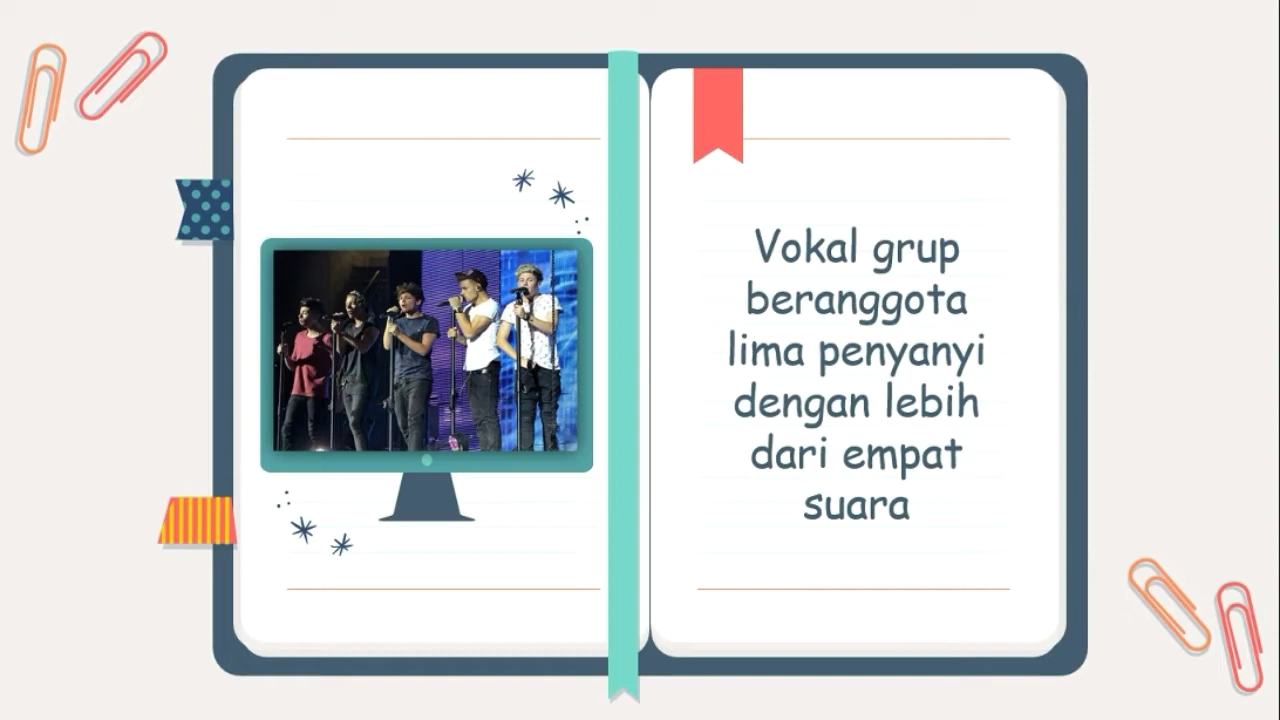 Vokal grup
beranggota
lima penyanyi
dengan lebih
dari empat
suara